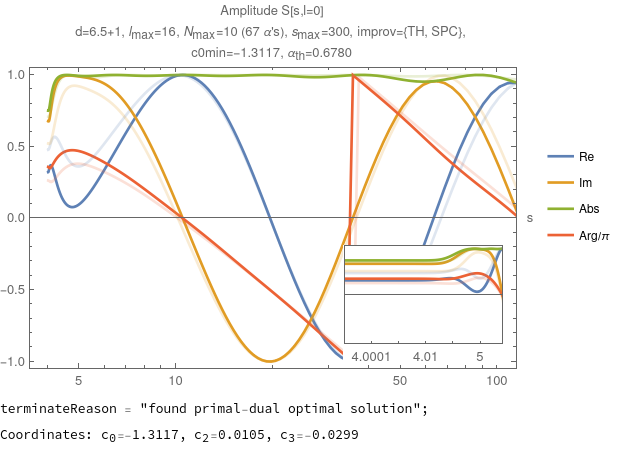 Amplitude S[s,l=0]
d=6.5+1, lmax=16, Nmax=10 (67 α's), smax=300, improv={TH, SPC},
c0min=−1.3117, αth=0.6780
1.0
0.5
0.0
−0.5
−1.0
5
10
50
100
s
4.0001
4.01
5
Re
Im
Abs
Arg/π
terminateReason = "found primal-dual optimal solution";
Coordinates: c0=-1.3117, c2=0.0105, c3=-0.0299